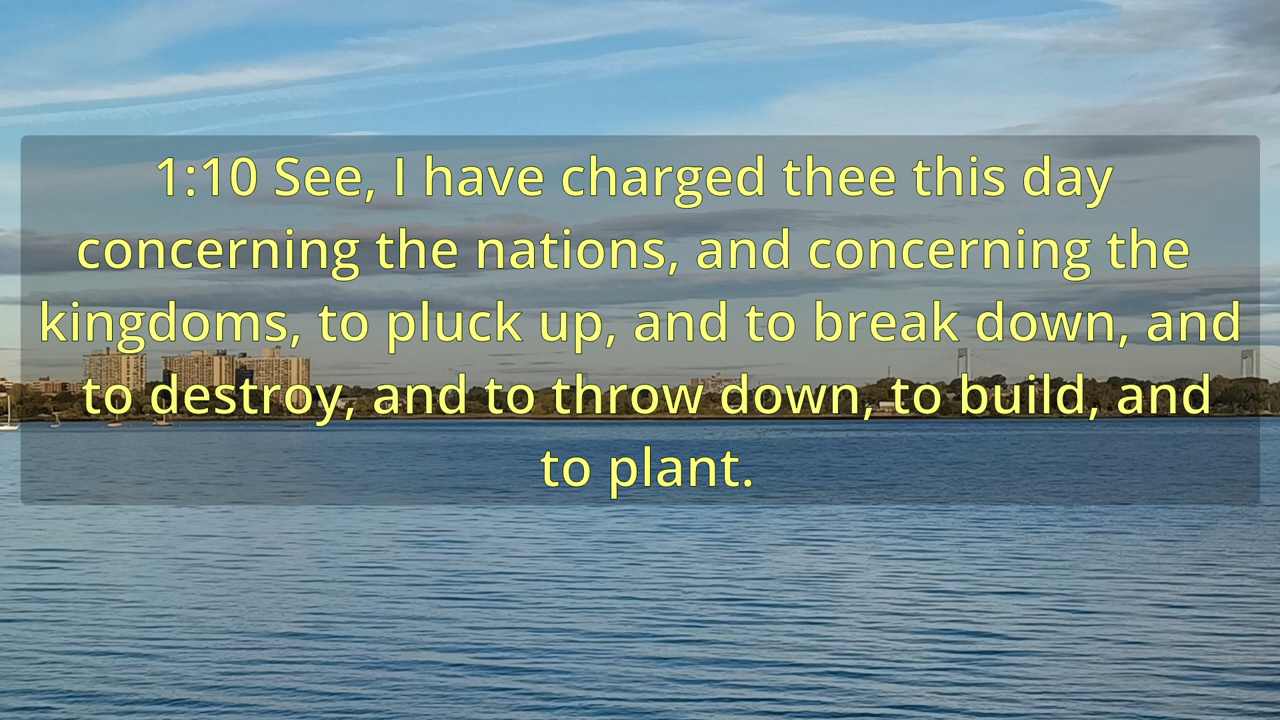 1:10 See, I have charged thee this day
concerning the nations, and concerning the
kingdoms, to pluck up, and to break down, and
to destroy, and to throw down, to build, and
to plant.